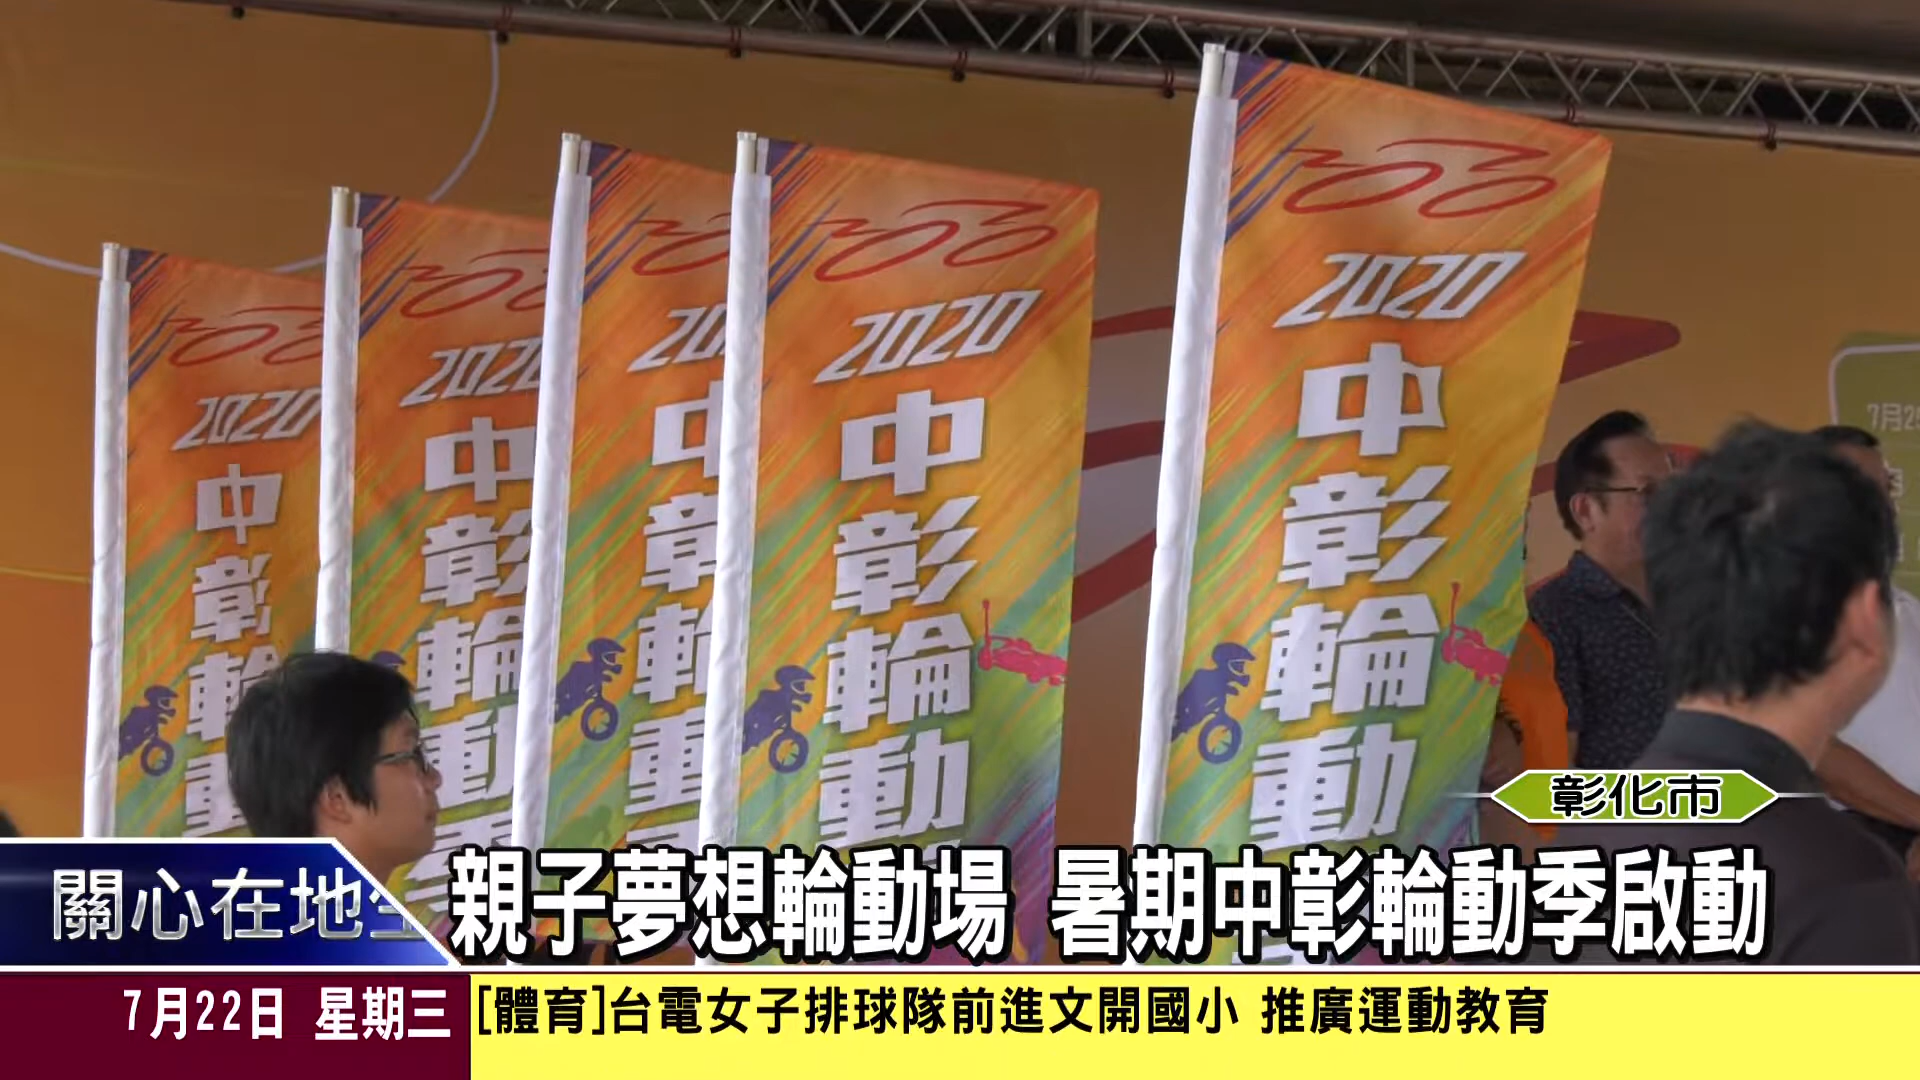 2020
中彰輪動
2020
中彰輪動
2020
中彰輪動
2020
中彰輪動
2020
中彰輪動
7月25
彰化市
關心在地
親子夢想輪動場 暑期中彰輪動季啟動
7月22日 星期三
[體育]台電女子排球隊前進文開國小 推廣運動教育